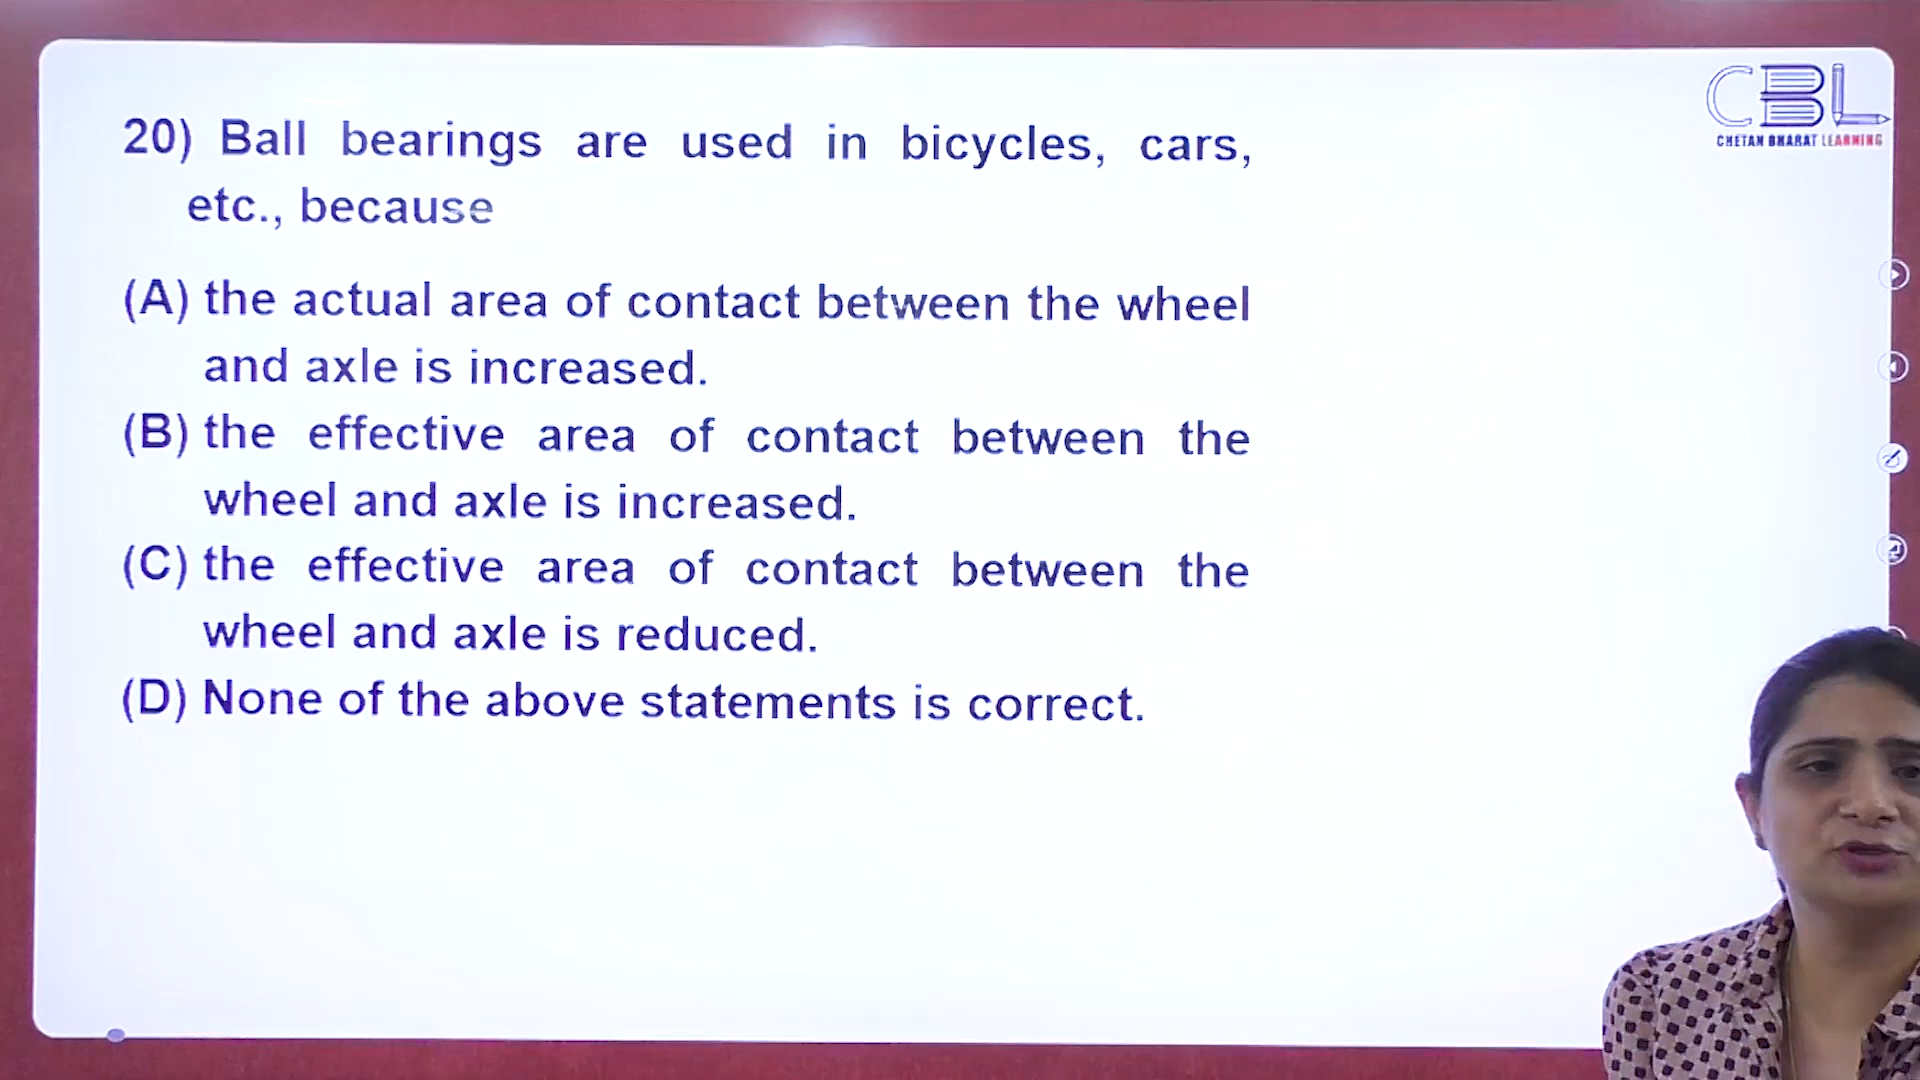 CBL
CHETAN BHARAT LEARNING
20) Ball bearings are used in bicycles, cars,
etc., because
(A) the actual area of contact between the wheel
and axle is increased.
(B) the effective area of contact between the
wheel and axle is increased.
(C) the effective area of contact between the
wheel and axle is reduced.
(D) None of the above statements is correct.